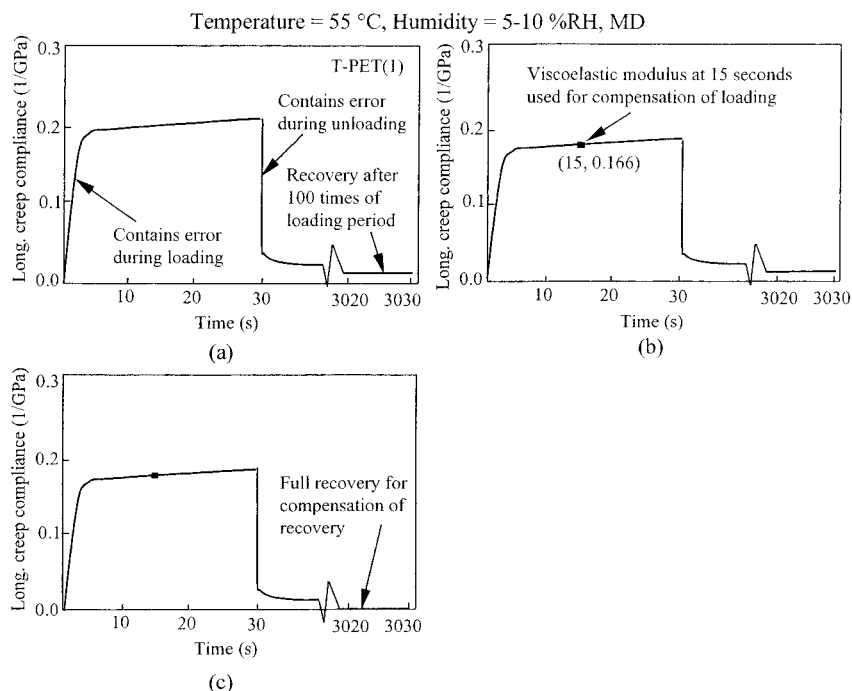 Temperature = 55 °C, Humidity = 5-10 %RH, MD
(a)
Long. creep compliance (1/GPa)
0.3
0.2
0.1
0.0
T-PET(1)
Contains error
during unloading
Recovery after
100 times of
loading period
Contains error
during loading
10
20
30
3020
3030
Time (s)
(a)
(b)
Long. creep compliance (1/GPa)
0.3
0.2
0.1
0.0
Viscoelastic modulus at 15 seconds
used for compensation of loading
(15, 0.166)
10
20
30
3020
3030
Time (s)
(b)
Long. creep compliance (1/GPa)
0.3
0.2
0.1
0.0
Full recovery for
compensation of
recovery
10
20
30
3020
3030
Time (s)
(c)